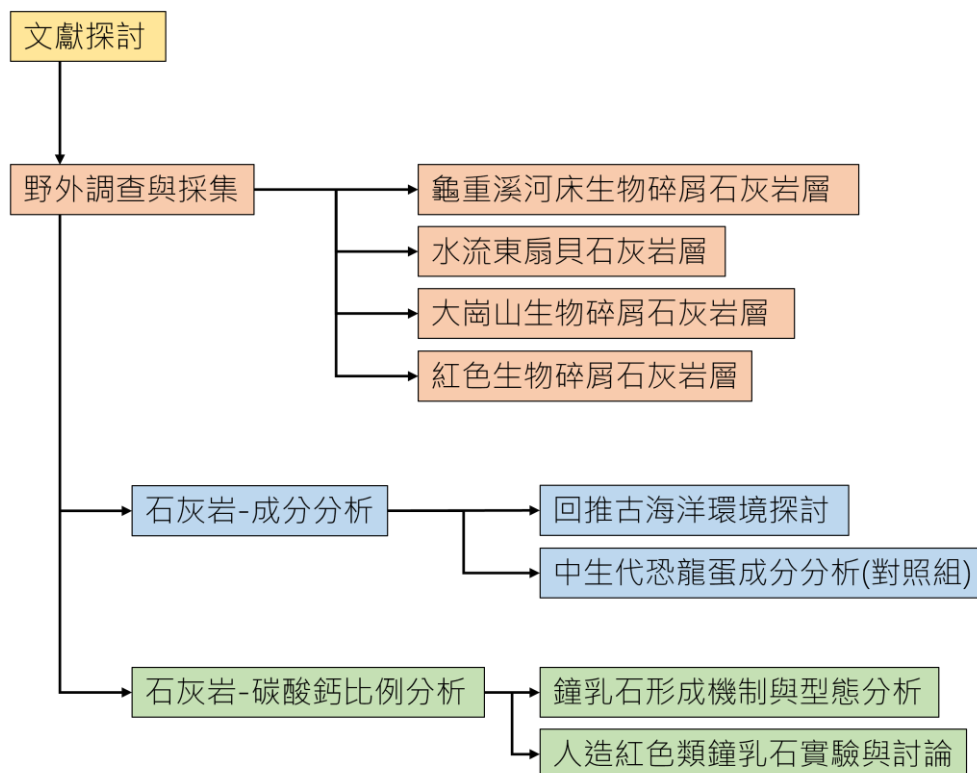 文獻探討
野外調查與採集
龜重溪河床生物碎屑石灰岩層
水流東扇貝石灰岩層
大崗山生物碎屑石灰岩層
紅色生物碎屑石灰岩層
石灰岩-成分分析
回推古海洋環境探討
中生代恐龍蛋成分分析(對照組)
石灰岩-碳酸鈣比例分析
鐘乳石形成機制與型態分析
人造紅色類鐘乳石實驗與討論